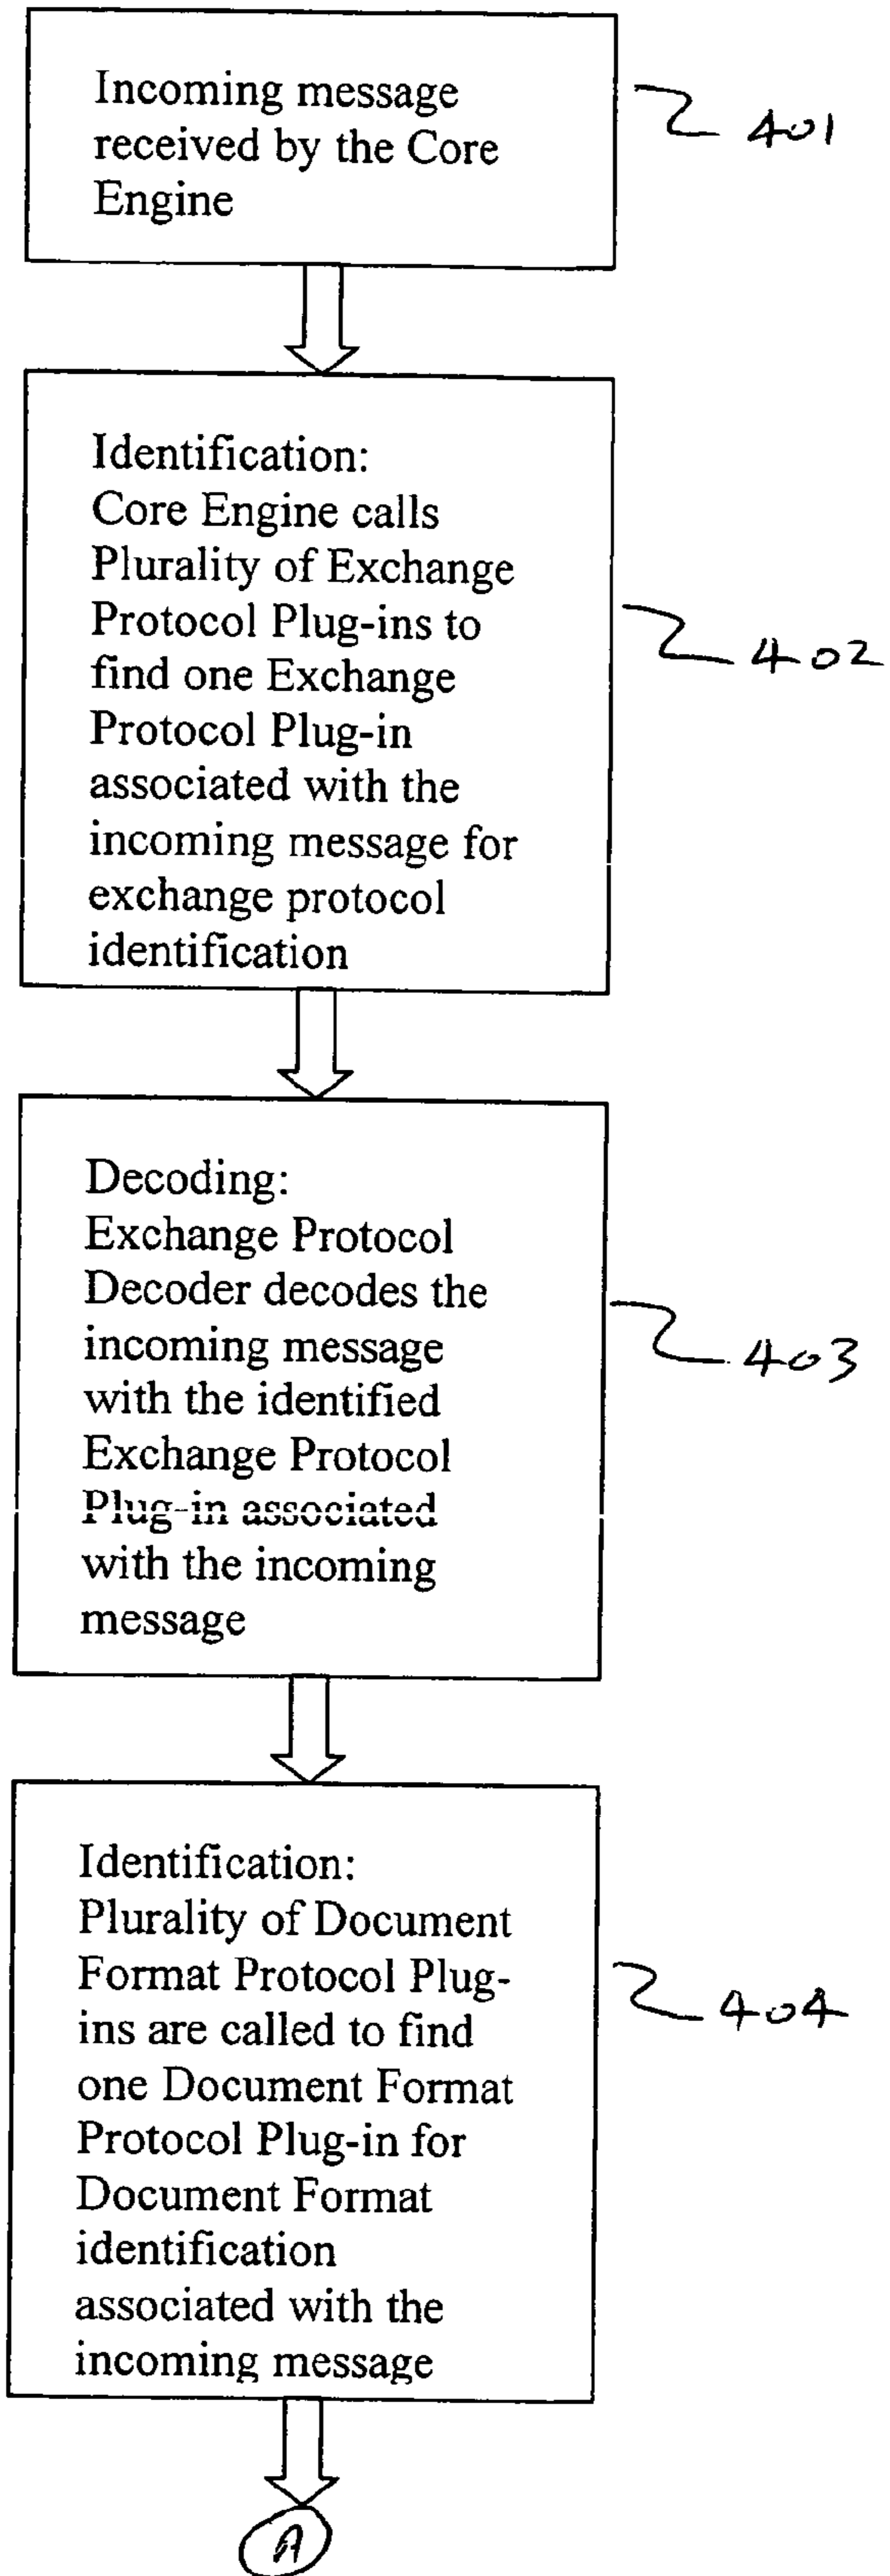 Incoming message
received by the Core
Engine
401
Identification:
Core Engine calls
Plurality of Exchange
Protocol Plug-ins to
find one Exchange
Protocol Plug-in
associated with the
incoming message for
exchange protocol
identification
402
Decoding:
Exchange Protocol
Decoder decodes the
incoming message
with the identified
Exchange Protocol
Plug-in associated
with the incoming
message
403
Identification:
Plurality of Document
Format Protocol Plug-
ins are called to find
one Document Format
Protocol Plug-in for
Document Format
identification
associated with the
incoming message
404
A